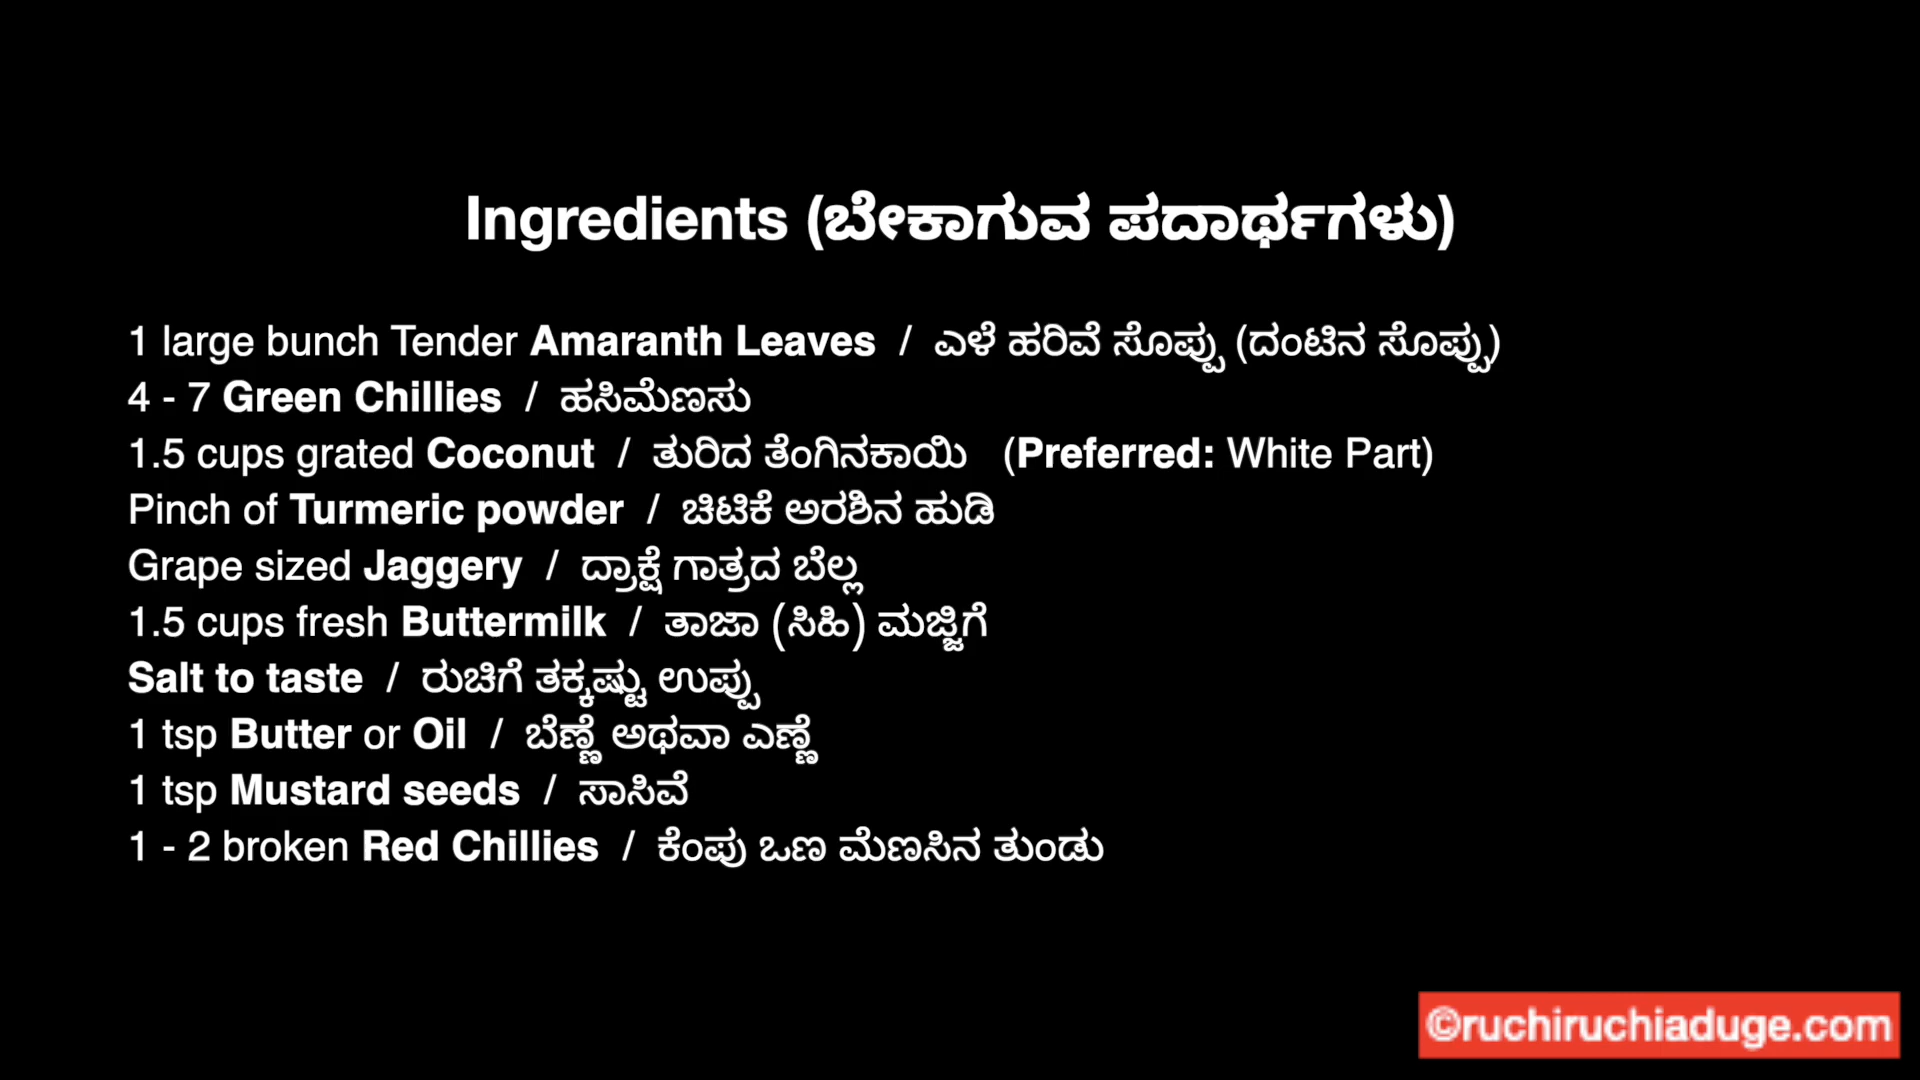 Ingredients (ಬೇಕಾಗುವ ಪದಾರ್ಥಗಳು)
1 large bunch Tender Amaranth Leaves / ಎಳೆ ಹರಿವೆ ಸೊಪ್ಪು (ದಂಟಿನ ಸೊಪ್ಪು)
4 - 7 Green Chillies / ಹಸಿಮೆಣಸು
1.5 cups grated Coconut / ತುರಿದ ತೆಂಗಿನಕಾಯಿ (Preferred: White Part)
Pinch of Turmeric powder / ಚಿಟಿಕೆ ಅರಶಿನ ಹುಡಿ
Grape sized Jaggery / ದ್ರಾಕ್ಷೆ ಗಾತ್ರದ ಬೆಲ್ಲ
1.5 cups fresh Buttermilk / ತಾಜಾ (ಸಿಹಿ) ಮಜ್ಜಿಗೆ
Salt to taste / ರುಚಿಗೆ ತಕ್ಕಷ್ಟು ಉಪ್ಪು
1 tsp Butter or Oil / ಬೆಣ್ಣೆ ಅಥವಾ ಎಣ್ಣೆ
1 tsp Mustard seeds / ಸಾಸಿವೆ
1 - 2 broken Red Chillies / ಕೆಂಪು ಒಣ ಮೆಣಸಿನ ತುಂಡು
©ruchiruchiaduge.com